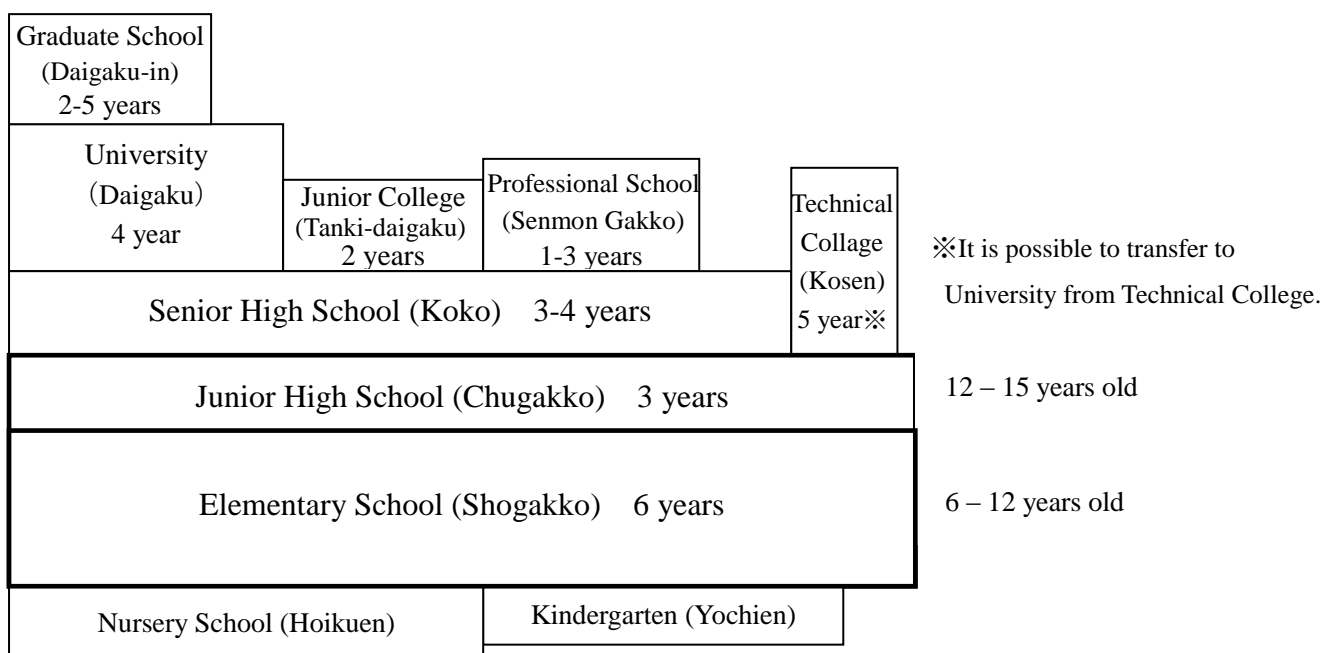 Graduate School
(Daigaku-in)
2-5 years
University
（Daigaku）
4 year
Junior College
(Tanki-daigaku)
2 years
Professional School
(Senmon Gakko)
1-3 years
Technical
Collage
(Kosen)
5 year※
※It is possible to transfer to
University from Technical College.
Senior High School (Koko) 3-4 years
Junior High School (Chugakko) 3 years
12 – 15 years old
Elementary School (Shogakko) 6 years
6 – 12 years old
Nursery School (Hoikuen)
Kindergarten (Yochien)